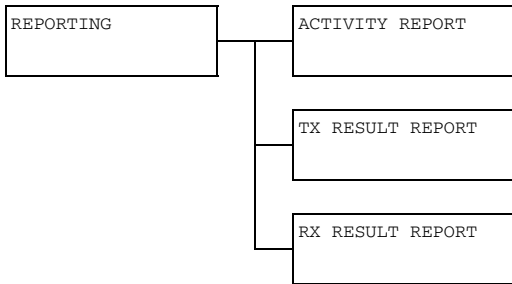 REPORTING
ACTIVITY REPORT
TX RESULT REPORT
RX RESULT REPORT